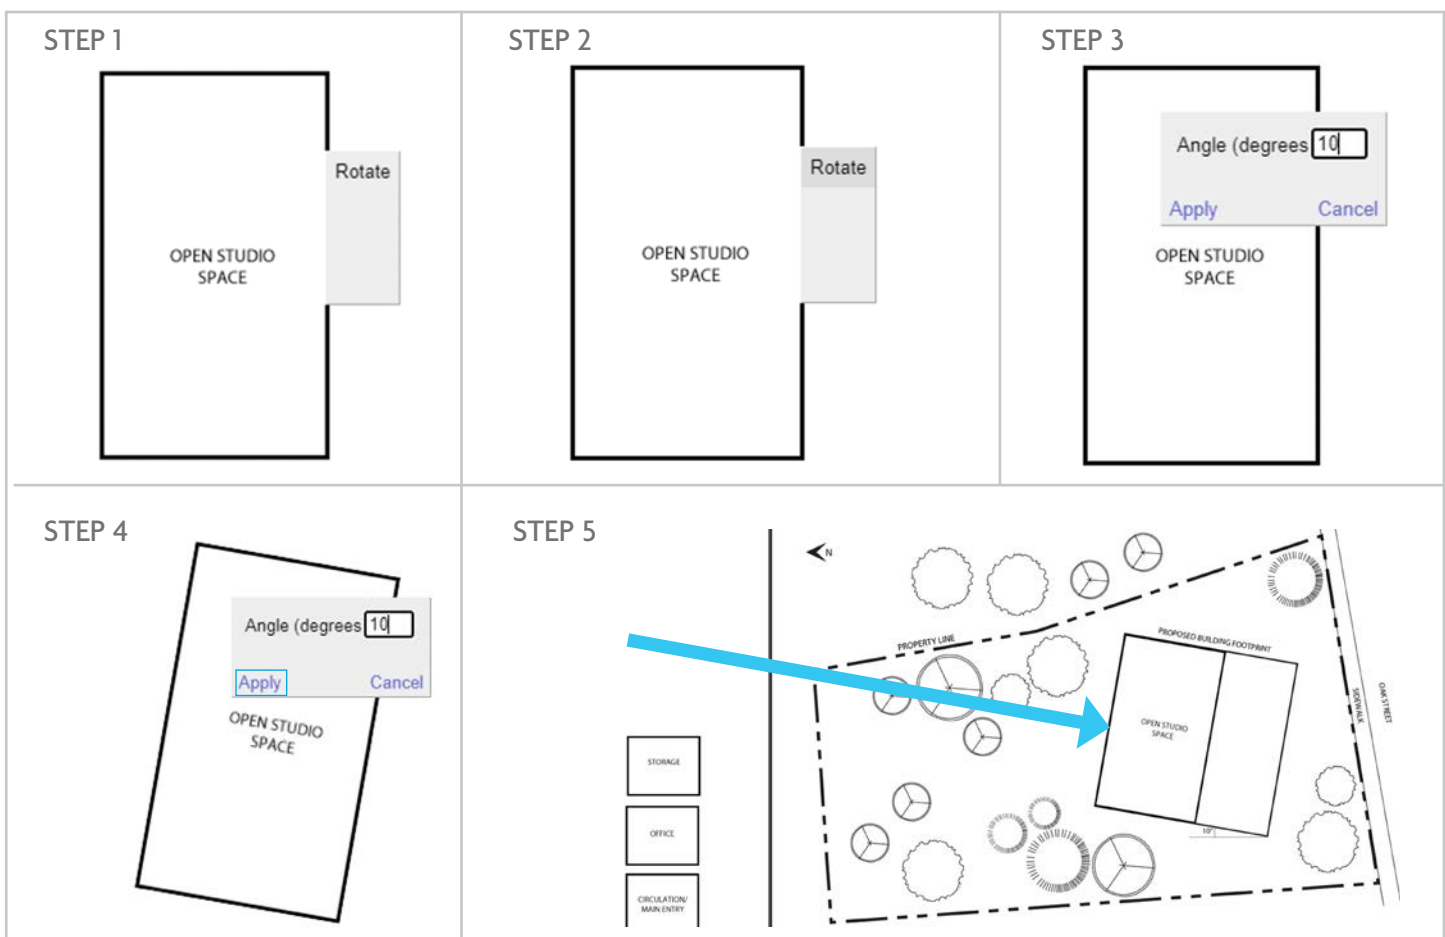 STEP 1
Rotate
OPEN STUDIO
SPACE
STEP 2
Rotate
OPEN STUDIO
SPACE
STEP 3
Angle (degrees 10
Apply Cancel
OPEN STUDIO
SPACE
STEP 4
Angle (degrees 10
Apply Cancel
OPEN STUDIO
SPACE
STEP 5
N
PROPERTY LINE
PROPOSED BUILDING FOOTPRINT
OAK STREET
SIDEWALK
OPEN STUDIO
SPACE
10°
STORAGE
OFFICE
CIRCULATION/
MAIN ENTRY